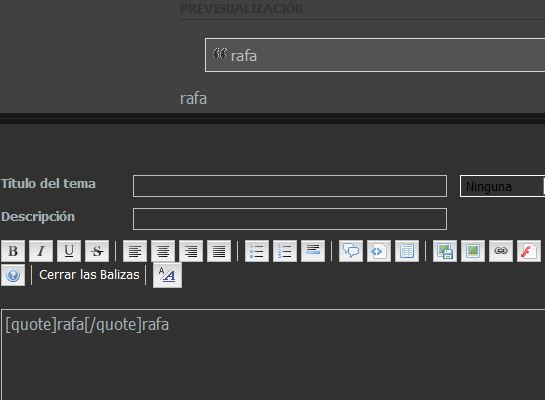 PREVISUALIZACIÓN
rafa
rafa
Título del tema
Ninguna
Descripción
B I U S
Cerrar las Balizas
[quote]rafa[/quote]rafa